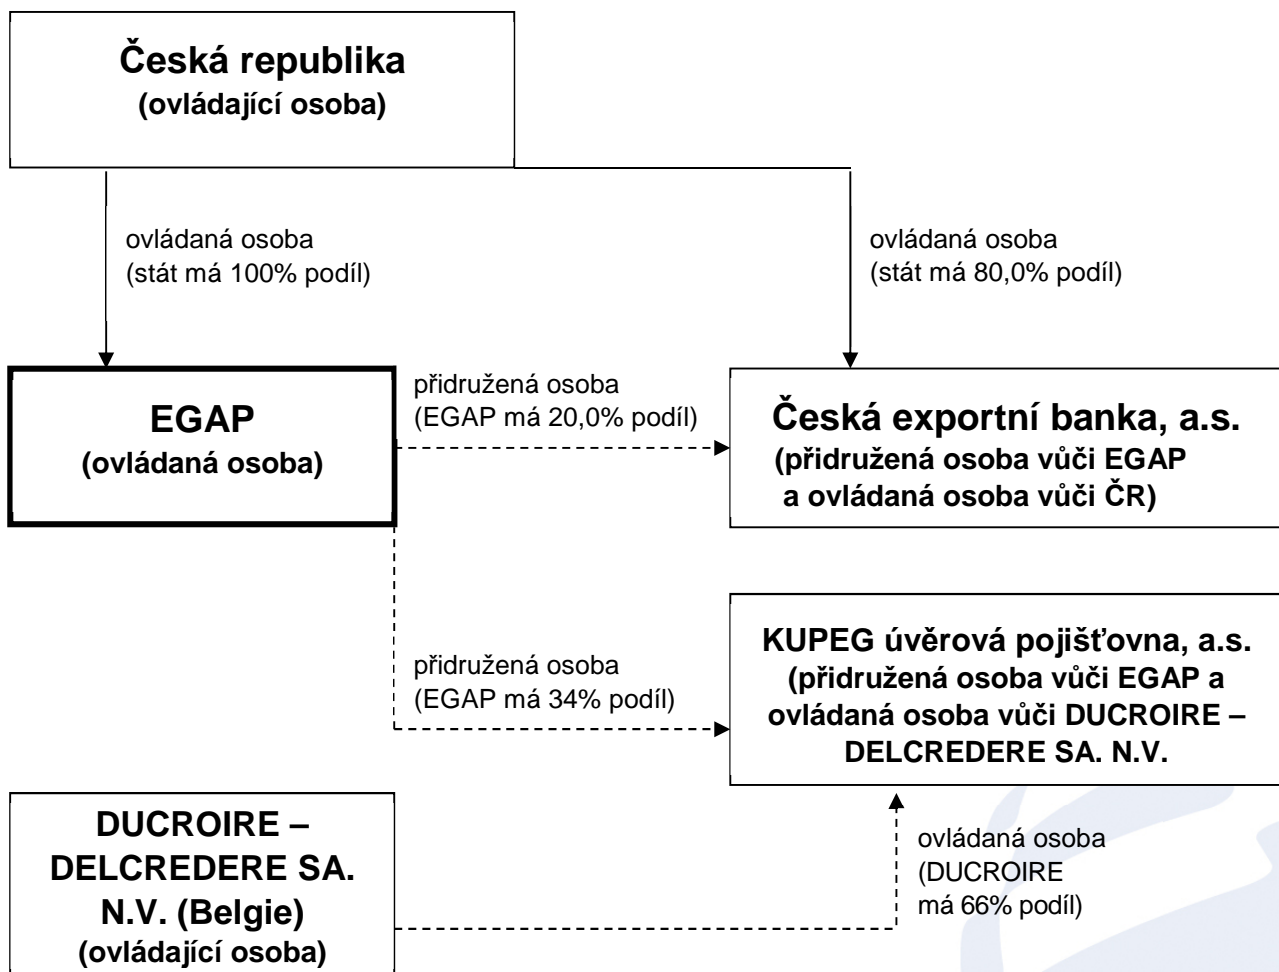 Česká republika
(ovládající osoba)
ovládaná osoba
(stát má 100% podíl)
ovládaná osoba
(stát má 80,0% podíl)
EGAP
(ovládaná osoba)
přidružená osoba
(EGAP má 20,0% podíl)
Česká exportní banka, a.s.
(přidružená osoba vůči EGAP
a ovládaná osoba vůči ČR)
přidružená osoba
(EGAP má 34% podíl)
KUPEG úvěrová pojišťovna, a.s.
(přidružená osoba vůči EGAP a
ovládaná osoba vůči DUCROIRE –
DELCREDERE SA. N.V.
DUCROIRE –
DELCREDERE SA.
N.V. (Belgie)
(ovládající osoba)
ovládaná osoba
(DUCROIRE
má 66% podíl)